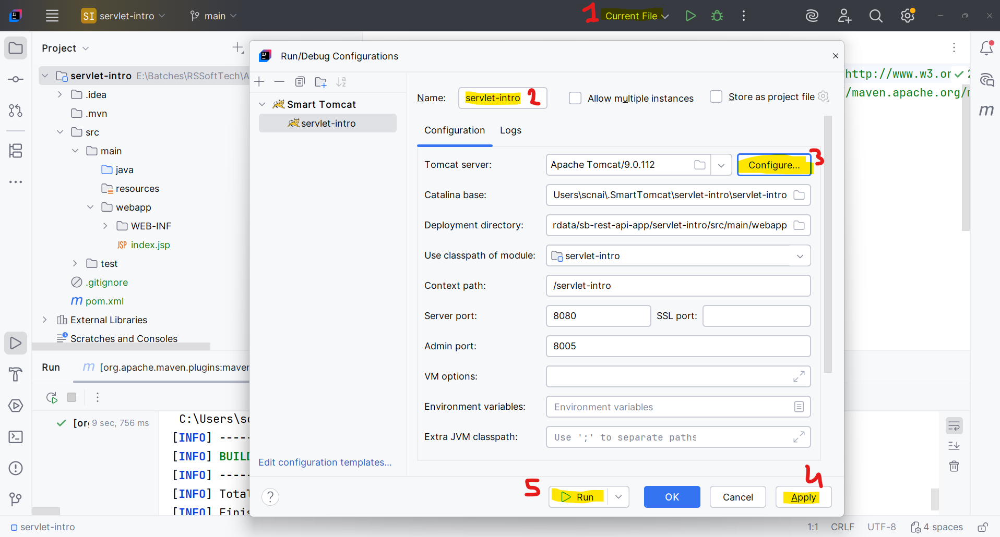 SI servlet-intro
main
1
Current File
Project
servlet-intro E:\Batches\RSSoftTech\A
.idea
.mvn
src
main
java
resources
webapp
WEB-INF
JSP index.jsp
test
.gitignore
m pom.xml
External Libraries
Scratches and Consoles
Run/Debug Configurations
Smart Tomcat
servlet-intro
Edit configuration templates...
Name: servlet-intro 2
Allow multiple instances
Store as project file
Configuration
Logs
Tomcat server: Apache Tomcat/9.0.112 Configure... 3
Catalina base: Users\scnai\.SmartTomcat\servlet-intro\servlet-intro
Deployment directory: rdata/sb-rest-api-app/servlet-intro/src/main/webapp
Use classpath of module: servlet-intro
Context path: /servlet-intro
Server port: 8080 SSL port:
Admin port: 8005
VM options:
Environment variables: Environment variables
Extra JVM classpath: Use ';' to separate paths
5 Run OK Cancel Apply 4
?
http://www.w3.or
/maven.apache.org/
m
Run
m [org.apache.maven.plugins:maven
[org 9 sec, 756 ms
C:\Users\sc
[INFO] -----
[INFO] BUILD
[INFO] -----
[INFO] Total
[INFO] Finis
servlet-intro
1:1 CRLF UTF-8 4 spaces